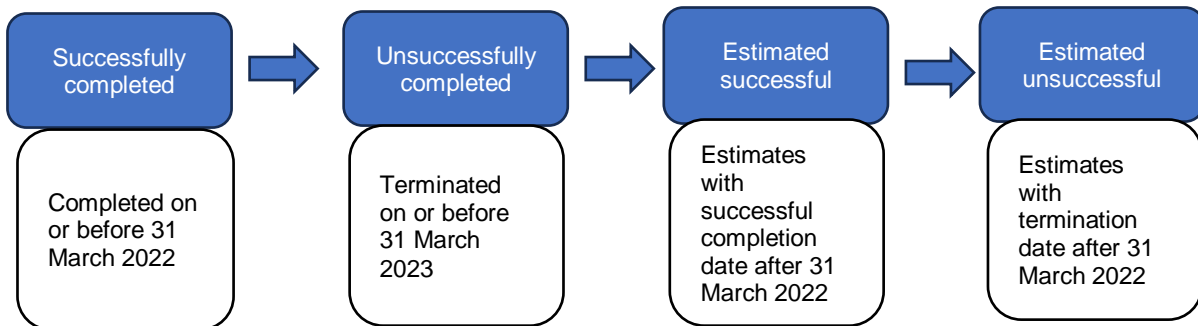 Successfully
completed
Unsuccessfully
completed
Estimated
successful
Estimated
unsuccessful
Completed on
or before 31
March 2022
Terminated
on or before
31 March
2023
Estimates
with
successful
completion
date after 31
March 2022
Estimates
with
termination
date after 31
March 2022